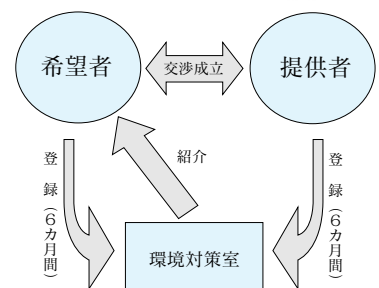 希望者
交渉成立
提供者
紹介
登録（6カ月間）
登録（6カ月間）
環境対策室